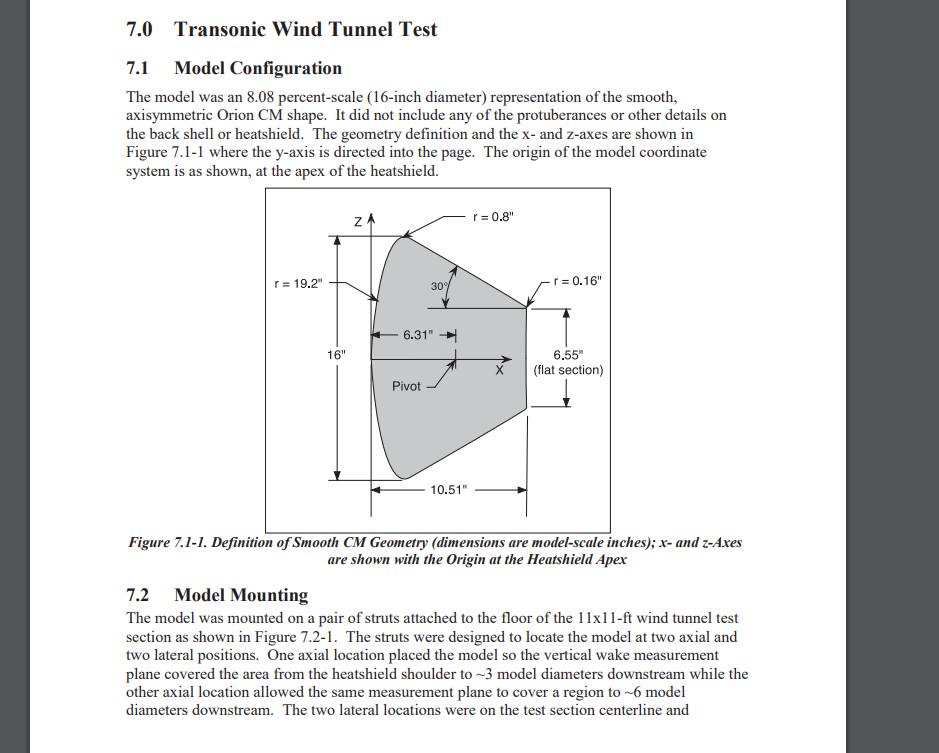 7.0 Transonic Wind Tunnel Test
7.1 Model Configuration
The model was an 8.08 percent-scale (16-inch diameter) representation of the smooth,
axisymmetric Orion CM shape. It did not include any of the protuberances or other details on
the back shell or heatshield. The geometry definition and the x- and z-axes are shown in
Figure 7.1-1 where the y-axis is directed into the page. The origin of the model coordinate
system is as shown, at the apex of the heatshield.
Z
r = 0.8"
r = 19.2"
30°
r = 0.16"
6.31"
16"
6.55"
(flat section)
X
Pivot
10.51"
Figure 7.1-1. Definition of Smooth CM Geometry (dimensions are model-scale inches); x- and z-Axes
are shown with the Origin at the Heatshield Apex
7.2 Model Mounting
The model was mounted on a pair of struts attached to the floor of the 11x11-ft wind tunnel test
section as shown in Figure 7.2-1. The struts were designed to locate the model at two axial and
two lateral positions. One axial location placed the model so the vertical wake measurement
plane covered the area from the heatshield shoulder to ~3 model diameters downstream while the
other axial location allowed the same measurement plane to cover a region to ~6 model
diameters downstream. The two lateral locations were on the test section centerline and